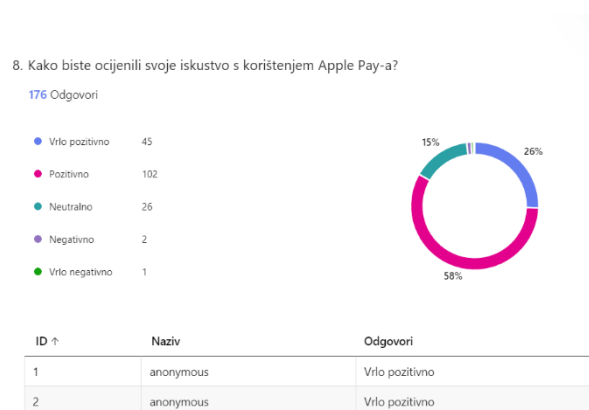 8. Kako biste ocijenili svoje iskustvo s korištenjem Apple Pay-a?
176 Odgovori
Vrlo pozitivno 45
Pozitivno 102
Neutralno 26
Negativno 2
Vrlo negativno 1
15%
26%
58%
ID ↑ Naziv Odgovori
1 anonymous Vrlo pozitivno
2 anonymous Vrlo pozitivno